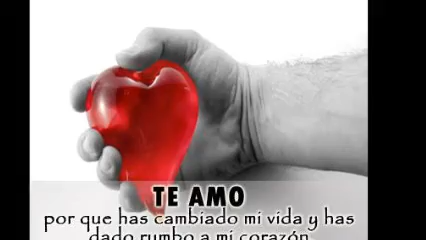 TE AMO
por que has cambiado mi vida y has
dado rumbo a mi corazón